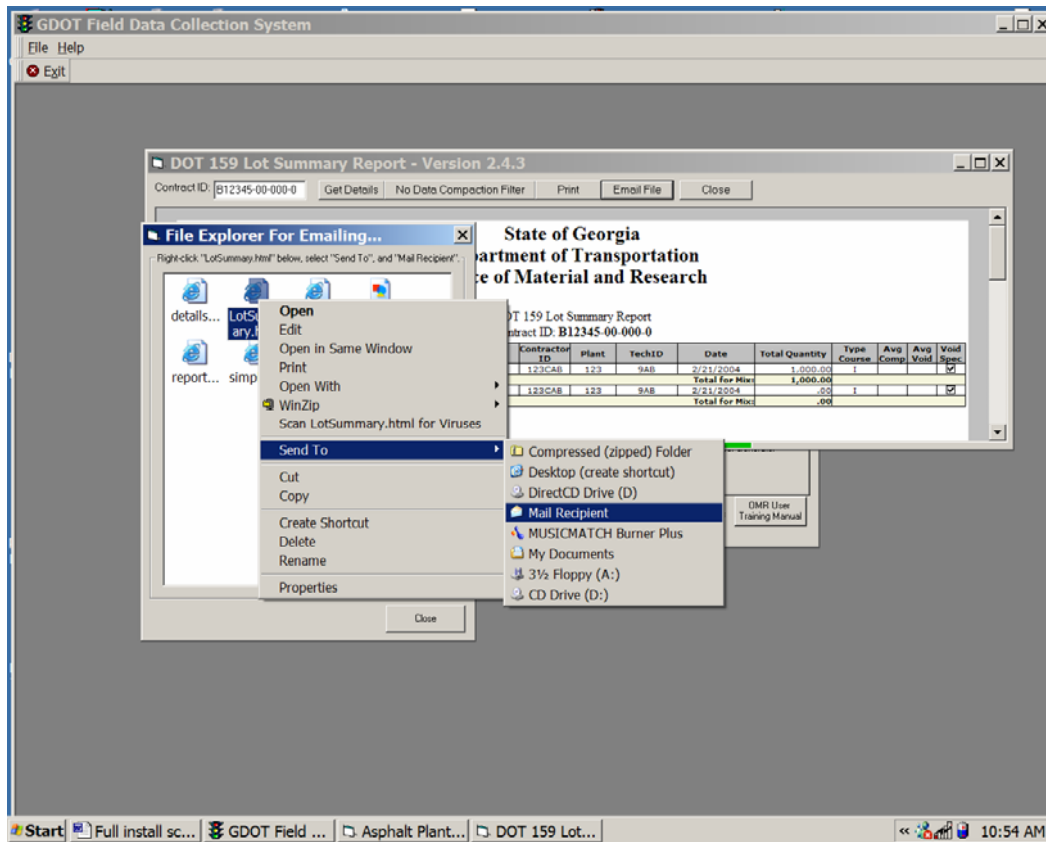 GDOT Field Data Collection System
File Help
Exit
DOT 159 Lot Summary Report - Version 2.4.3
Contract ID: B12345-00-000-0 Get Details No Data Compaction Filter Print Email File Close
File Explorer For Emailing...
Right-click "LotSummary.html" below, select "Send To", and "Mail Recipient".
details...
LotSu
ary.h
report...
simp
Open
Edit
Open in Same Window
Print
Open With
WinZip
Scan LotSummary.html for Viruses
Send To
Cut
Copy
Create Shortcut
Delete
Rename
Properties
Close
Compressed (zipped) Folder
Desktop (create shortcut)
DirectCD Drive (D)
Mail Recipient
MUSICMATCH Burner Plus
My Documents
3½ Floppy (A:)
CD Drive (D:)
State of Georgia
partment of Transportation
ce of Material and Research
OT 159 Lot Summary Report
ntract ID: B12345-00-000-0
Contractor ID Plant TechID Date Total Quantity Type Course Avg Comp Avg Void Void Spec
123CAB 123 9AB 2/21/2004 1,000.00 I
Total for Mix: 1,000.00
123CAB 123 9AB 2/21/2004 .00 I
Total for Mix: .00
OMR User
Training Manual
Start Full install sc... GDOT Field ... Asphalt Plant... DOT 159 Lot... « 10:54 AM